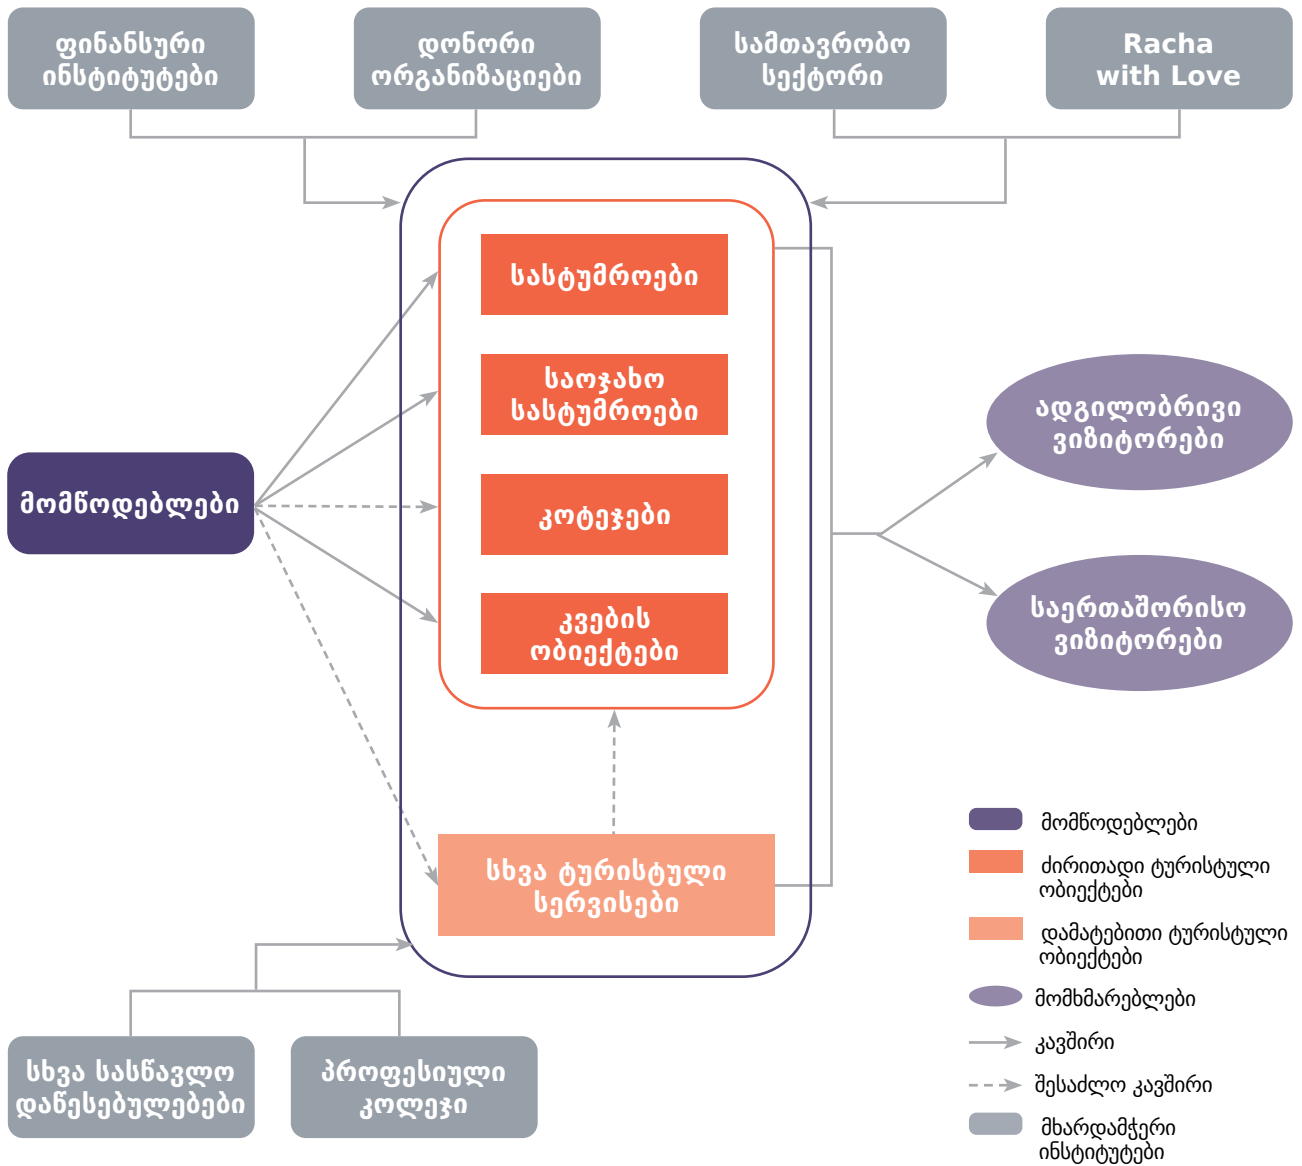 ფინანსური
ინსტიტუტები
დონორი
ორგანიზაციები
სამთავრობო
სექტორი
Racha
with Love
სასტუმროები
საოჯახო
სასტუმროები
კოტეჯები
კვების
ობიექტები
მომწოდებლები
ადგილობრივი
ვიზიტორები
საერთაშორისო
ვიზიტორები
სხვა ტურისტული
სერვისები
სხვა სასწავლო
დაწესებულებები
პროფესიული
კოლეჯი
მომწოდებლები
ძირითადი ტურისტული
ობიექტები
დამატებითი ტურისტული
ობიექტები
მომხმარებლები
კავშირი
შესაძლო კავშირი
მხარდამჭერი
ინსტიტუტები